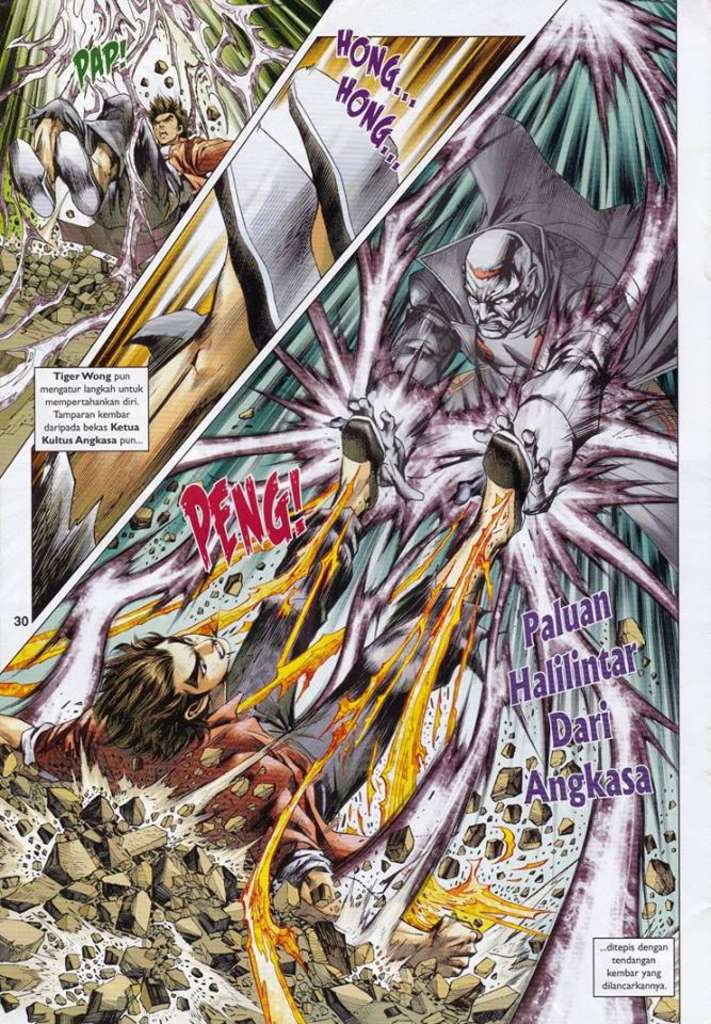 PAP!
HONG...
HONG...
Tiger Wong pun
mengatur langkah untuk
mempertahankan diri.
Tamparan kembar
daripada bekas Ketua
Kultus Angkasa pun...
PENG!
30
Paluan
Halilintar
Dari
Angkasa
...ditepis dengan
tendangan
kembar yang
dilancarkannya.